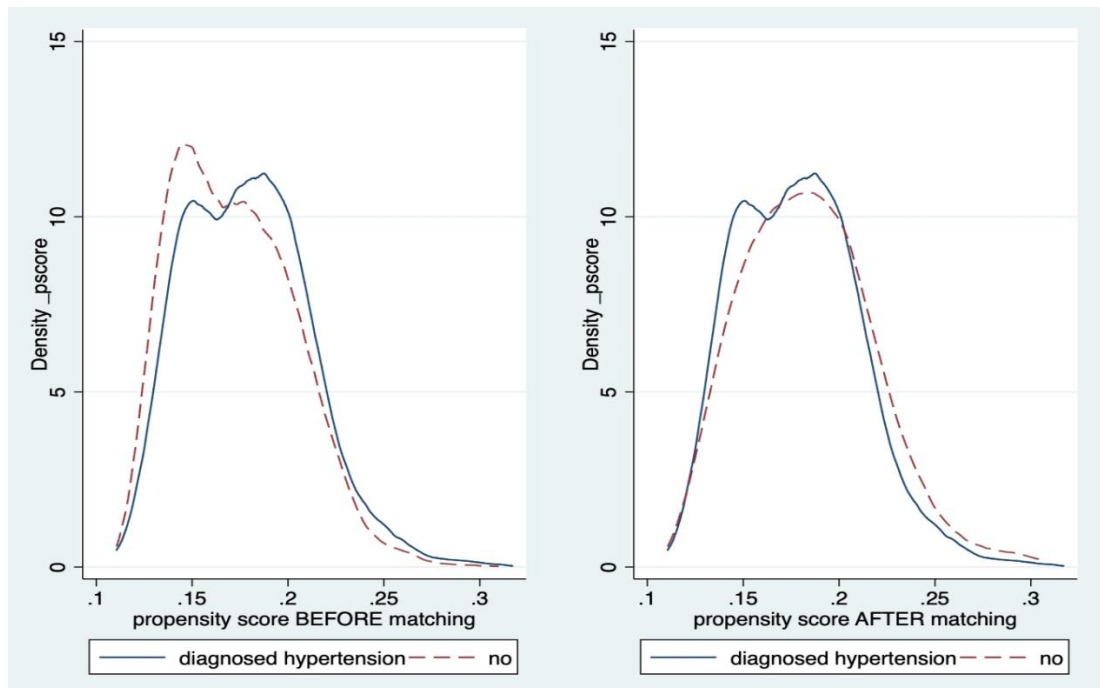 15
10
5
0
Density _pscore
.1 .15 .2 .25 .3
propensity score BEFORE matching
diagnosed hypertension no
15
10
5
0
Density _pscore
.1 .15 .2 .25 .3
propensity score AFTER matching
diagnosed hypertension no